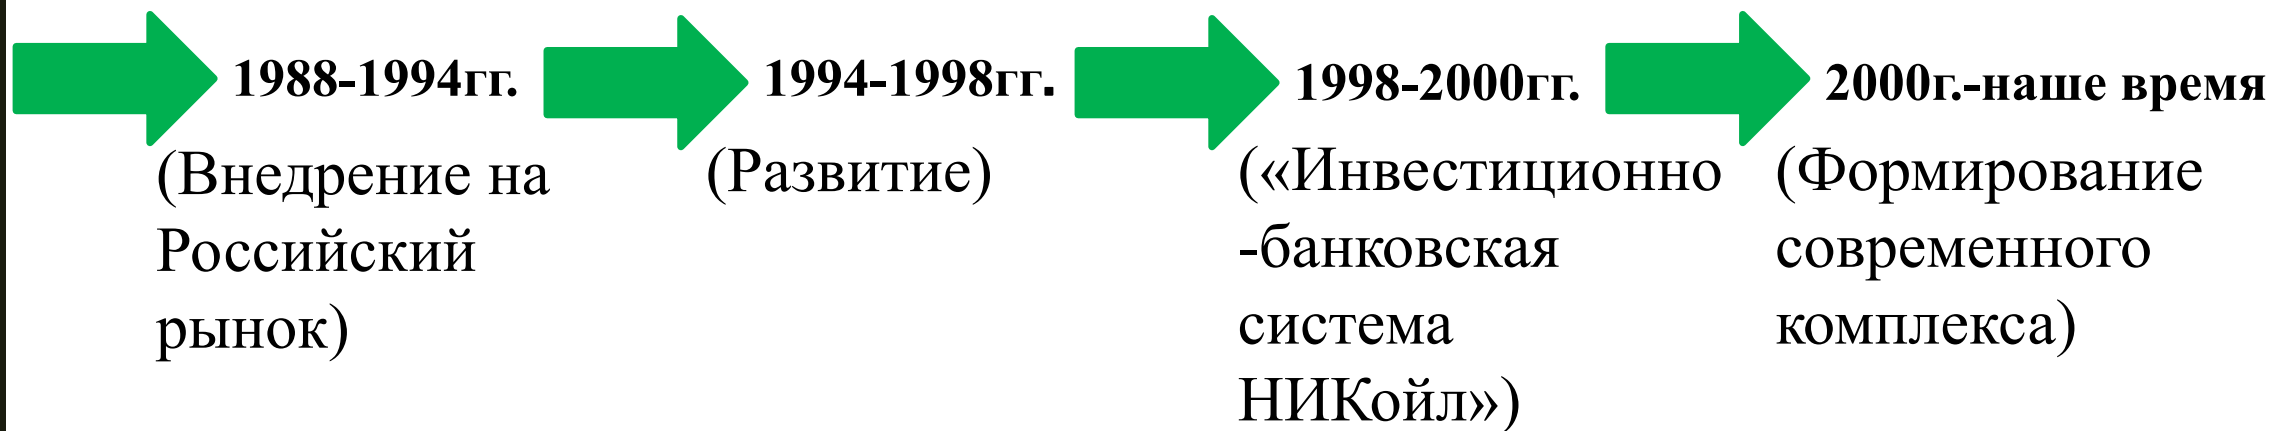 1988-1994гг.
(Внедрение на
Российский
рынок)
1994-1998гг.
(Развитие)
1998-2000гг.
(«Инвестиционно
-банковская
система
НИКойл»)
2000г.-наше время
(Формирование
современного
комплекса)